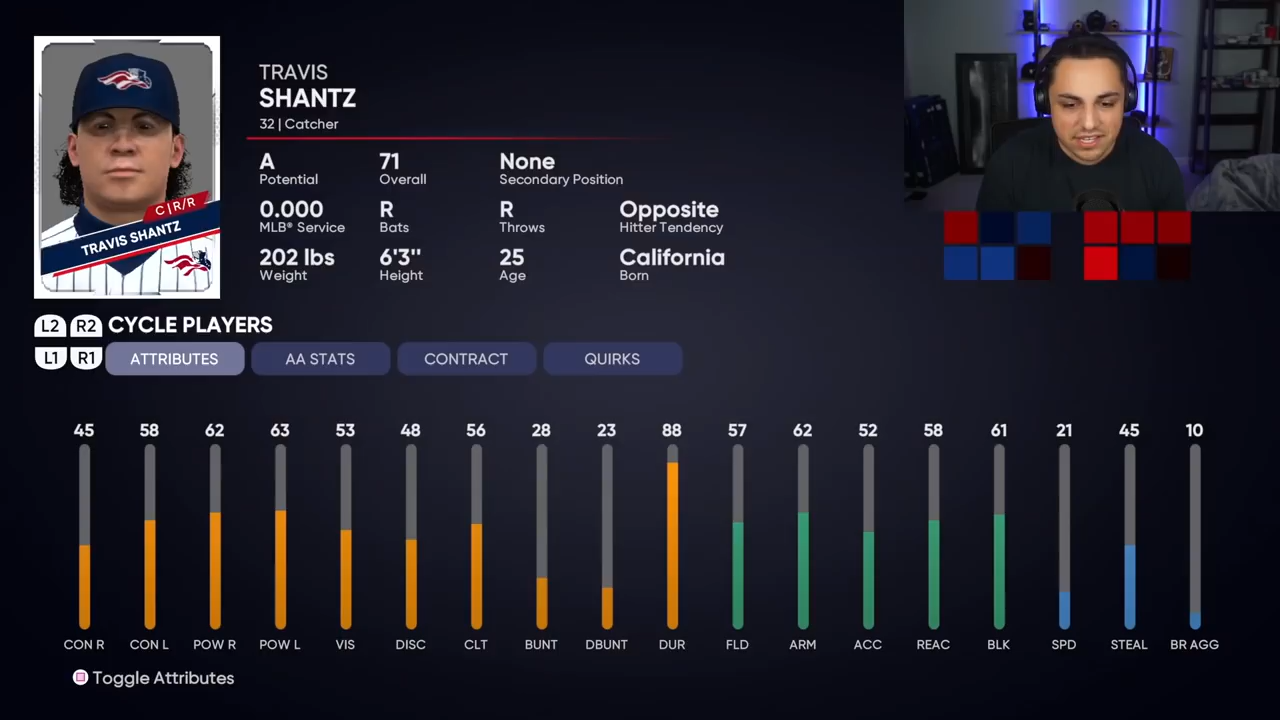 TRAVIS
SHANTZ
32 | Catcher
C | R/R
TRAVIS SHANTZ
A 71 None
Potential Overall Secondary Position
0.000 R R Opposite
MLB® Service Bats Throws Hitter Tendency
202 lbs 6'3" 25 California
Weight Height Age Born
L2 R2 CYCLE PLAYERS
L1 R1 ATTRIBUTES AA STATS CONTRACT QUIRKS
45 58 62 63 53 48 56 28 23 88 57 62 52 58 61 21 45 10
CON R CON L POW R POW L VIS DISC CLT BUNT DBUNT DUR FLD ARM ACC REAC BLK SPD STEAL BR AGG
Toggle Attributes